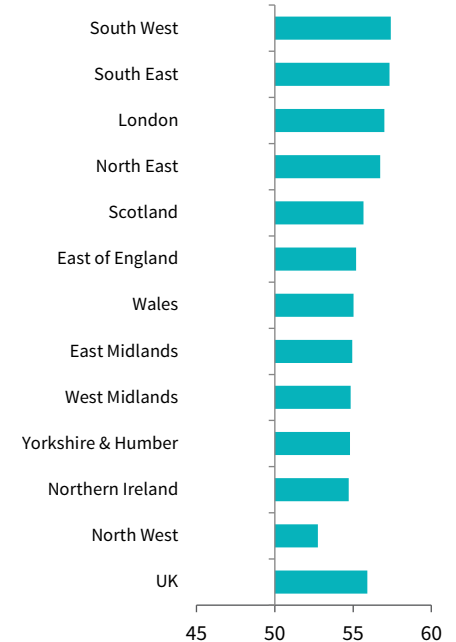 South West
South East
London
North East
Scotland
East of England
Wales
East Midlands
West Midlands
Yorkshire & Humber
Northern Ireland
North West
UK
45 50 55 60